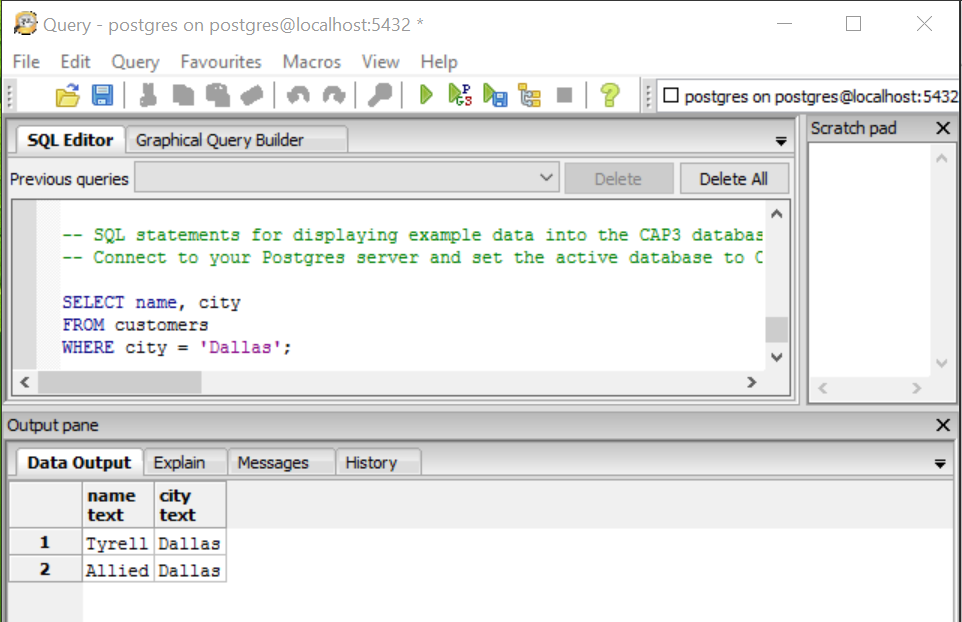 Query - postgres on postgres@localhost:5432 *
File Edit Query Favourites Macros View Help
postgres on postgres@localhost:5432
SQL Editor Graphical Query Builder
Scratch pad
Previous queries Delete Delete All
-- SQL statements for displaying example data into the CAP3
-- Connect to your Postgres server and set the active database to
SELECT name, city
FROM customers
WHERE city = 'Dallas';
Output pane
Data Output Explain Messages History
name city
text text
1 Tyrell Dallas
2 Allied Dallas